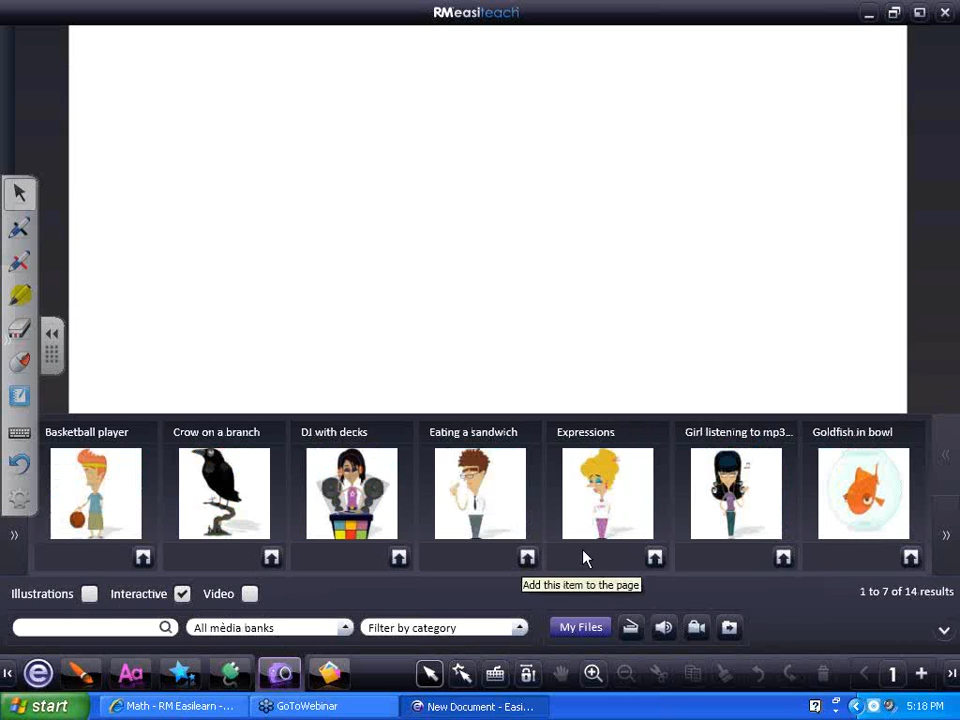 RMeasiteach
Basketball player
Crow on a branch
DJ with decks
Eating a sandwich
Expressions
Girl listening to mp3...
Goldfish in bowl
Add this item to the page
Illustrations
Interactive
Video
1 to 7 of 14 results
All media banks
Filter by category
My Files
e
Aa
1
start
Math - RM Easilearn -...
GoToWebinar
New Document - Easi...
5:18 PM